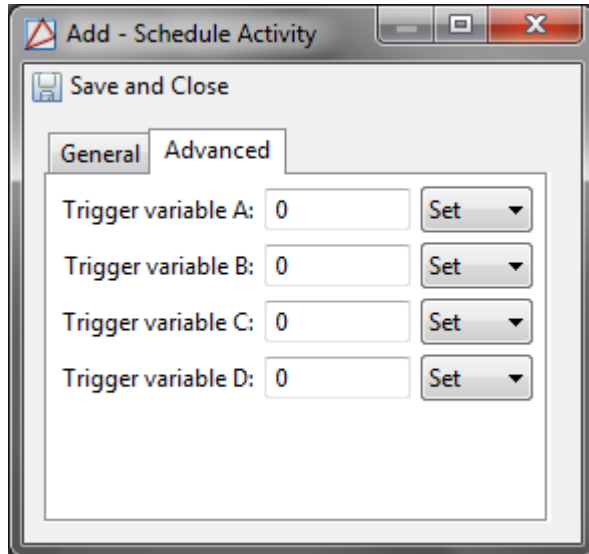 Add - Schedule Activity
Save and Close
General Advanced
Trigger variable A: 0 Set
Trigger variable B: 0 Set
Trigger variable C: 0 Set
Trigger variable D: 0 Set